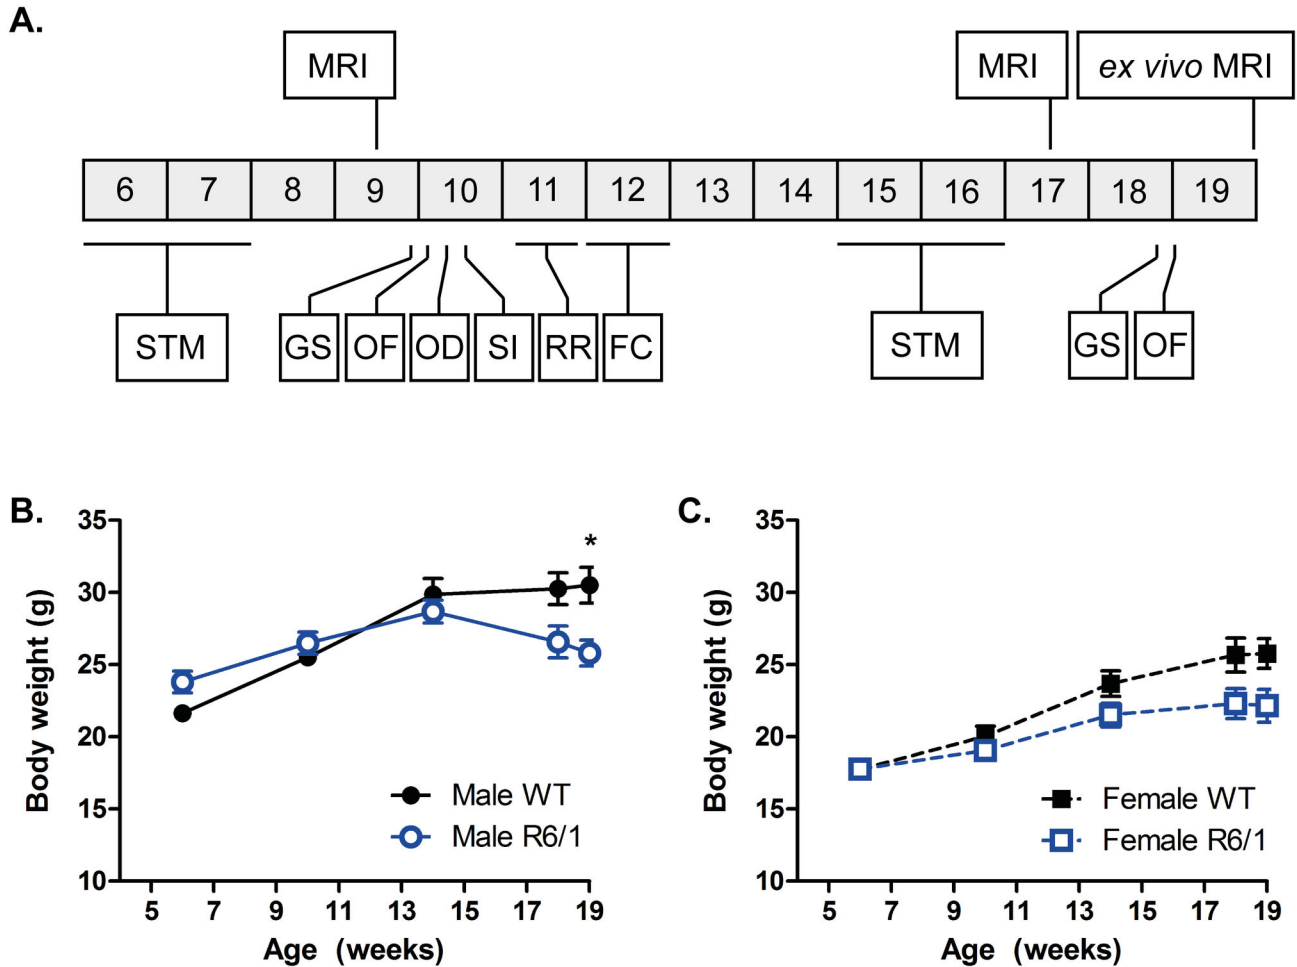 A.
MRI
MRI
ex vivo MRI
6 7 8 9 10 11 12 13 14 15 16 17 18 19
STM
GS
OF
OD
SI
RR
FC
STM
GS
OF
B.
35
30
25
20
15
10
Body weight (g)
*
Male WT
Male R6/1
5 7 9 11 13 15 17 19
Age (weeks)
C.
35
30
25
20
15
10
Body weight (g)
Female WT
Female R6/1
5 7 9 11 13 15 17 19
Age (weeks)